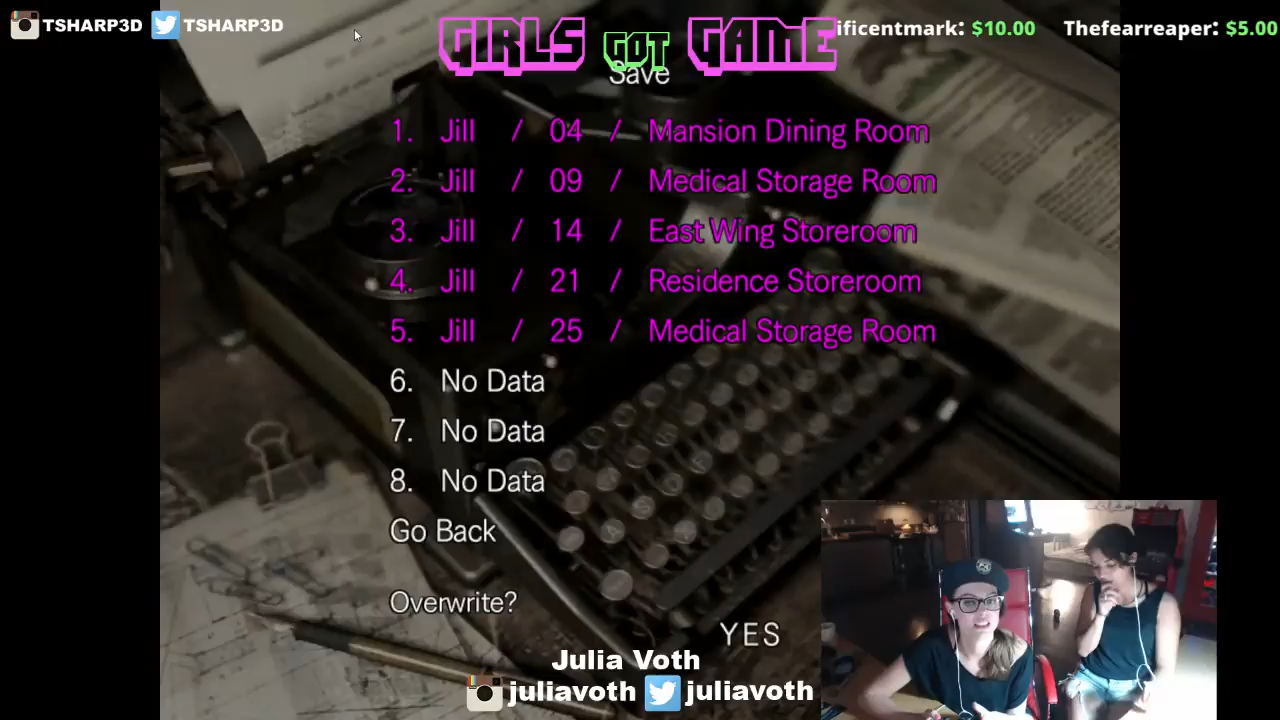 TSHARP3D TSHARP3D
GIRLS GOT GAME
ificentmark: $10.00 Thefearreaper: $5.00
Save
1. Jill / 04 / Mansion Dining Room
2. Jill / 09 / Medical Storage Room
3. Jill / 14 / East Wing Storeroom
4. Jill / 21 / Residence Storeroom
5. Jill / 25 / Medical Storage Room
6. No Data
7. No Data
8. No Data
Go Back
Overwrite?
YES
Julia Voth
juliavoth juliavoth